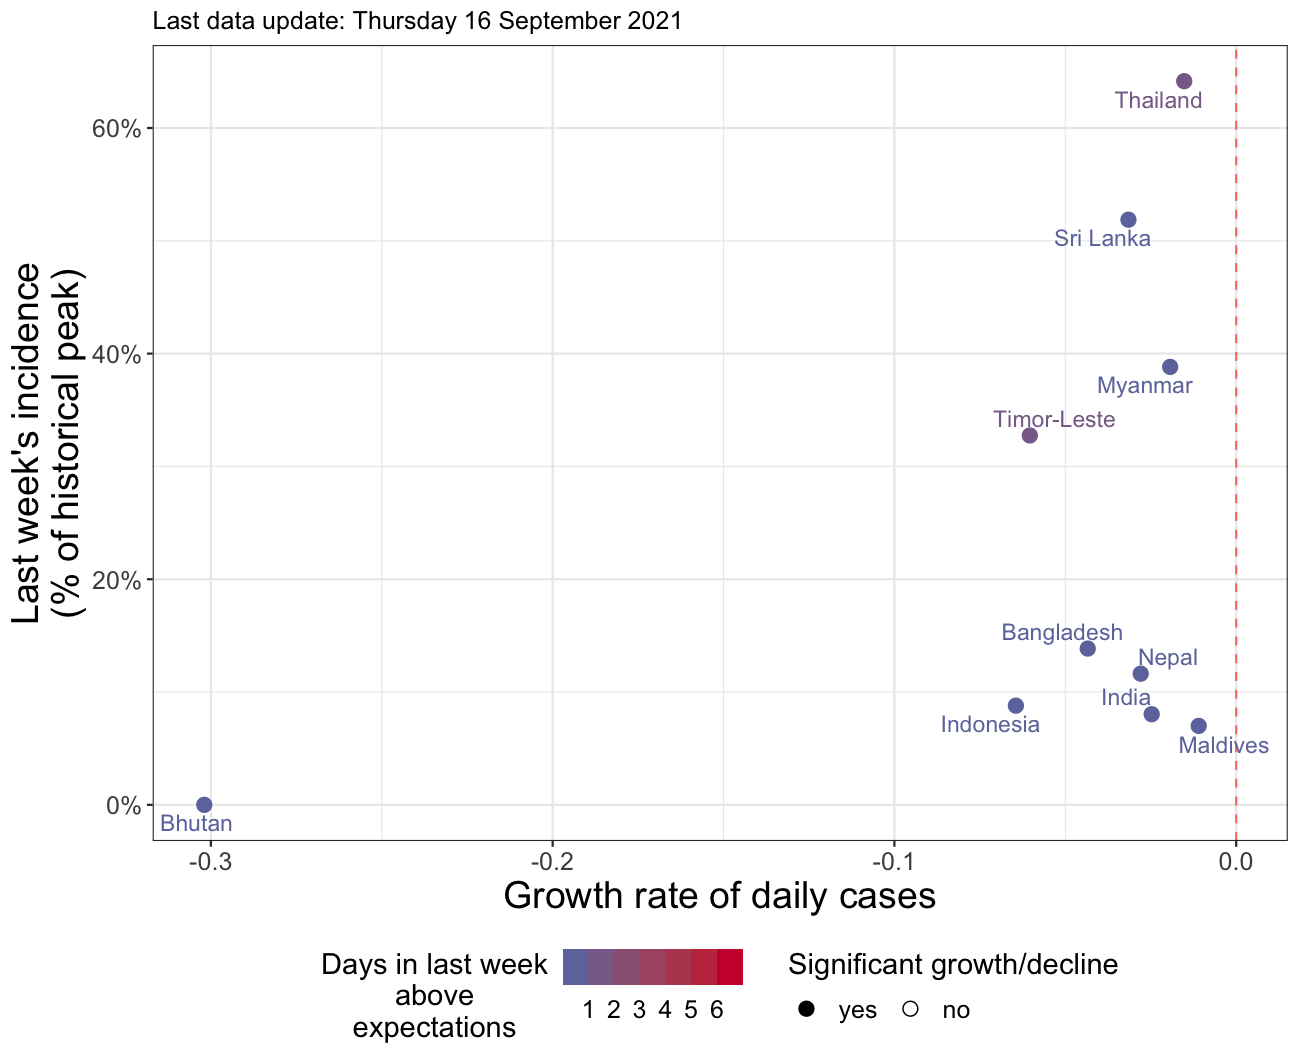 Last data update: Thursday 16 September 2021
Last week's incidence
(% of historical peak)
60%
40%
20%
0%
Thailand
Sri Lanka
Myanmar
Timor-Leste
Bangladesh
Nepal
India
Indonesia
Maldives
Bhutan
-0.3 -0.2 -0.1 0.0
Growth rate of daily cases
Days in last week
above
expectations
1 2 3 4 5 6
Significant growth/decline
yes no